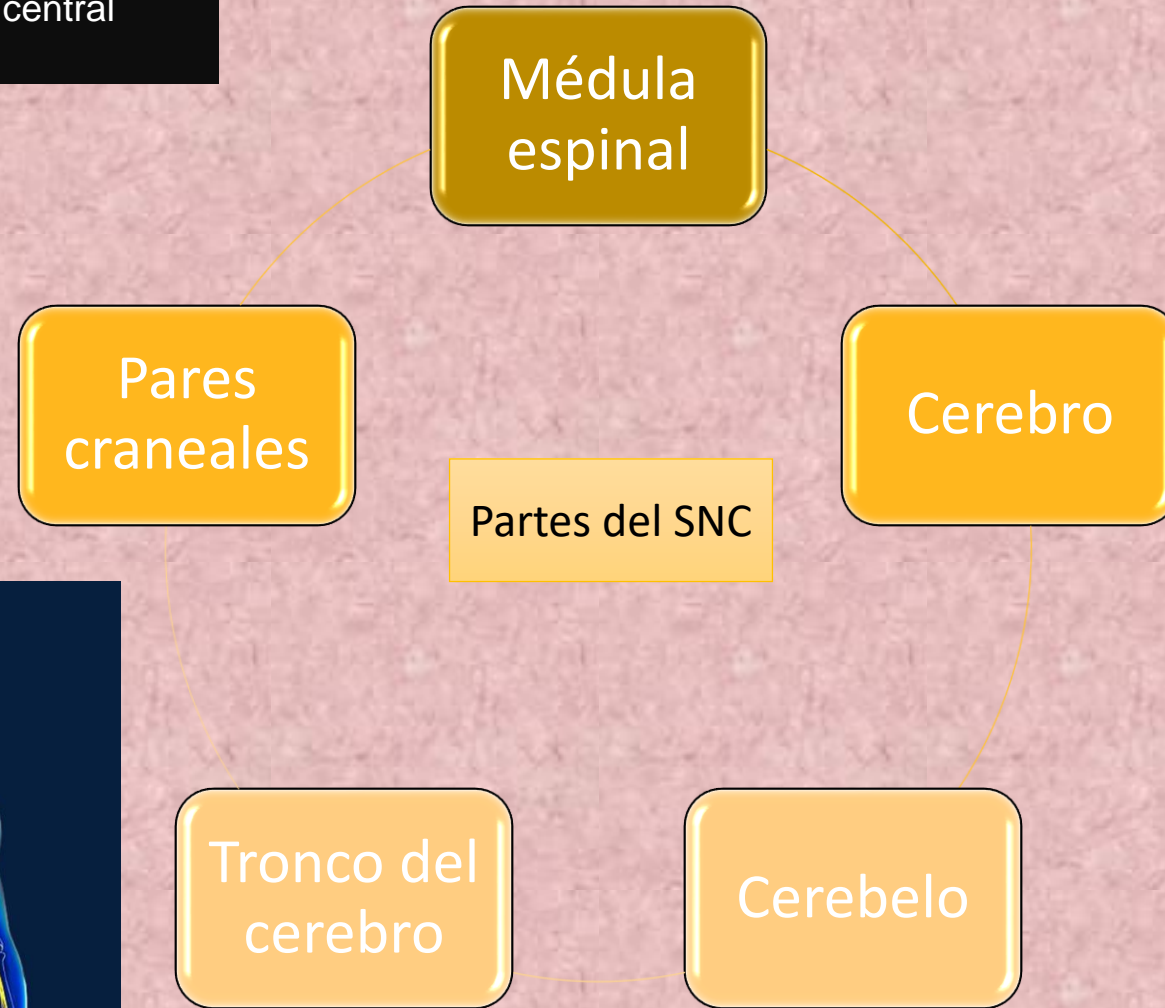 central
Médula
espinal
Pares
craneales
Cerebro
Partes del SNC
Tronco del
cerebro
Cerebelo